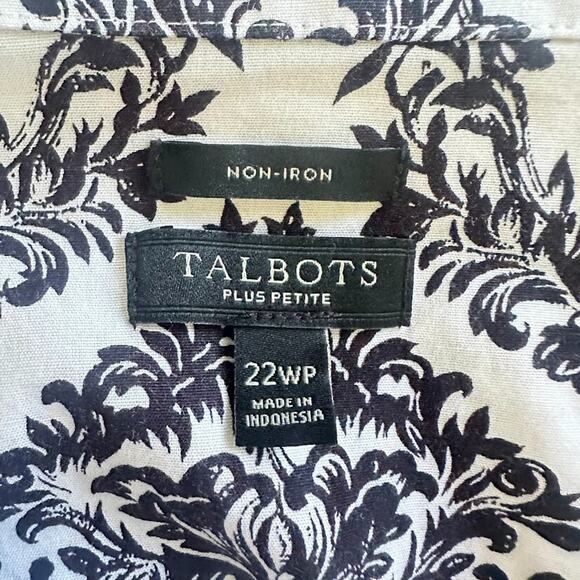 NON-IRON
TALBOTS
PLUS PETITE
22WP
MADE IN
INDONESIA